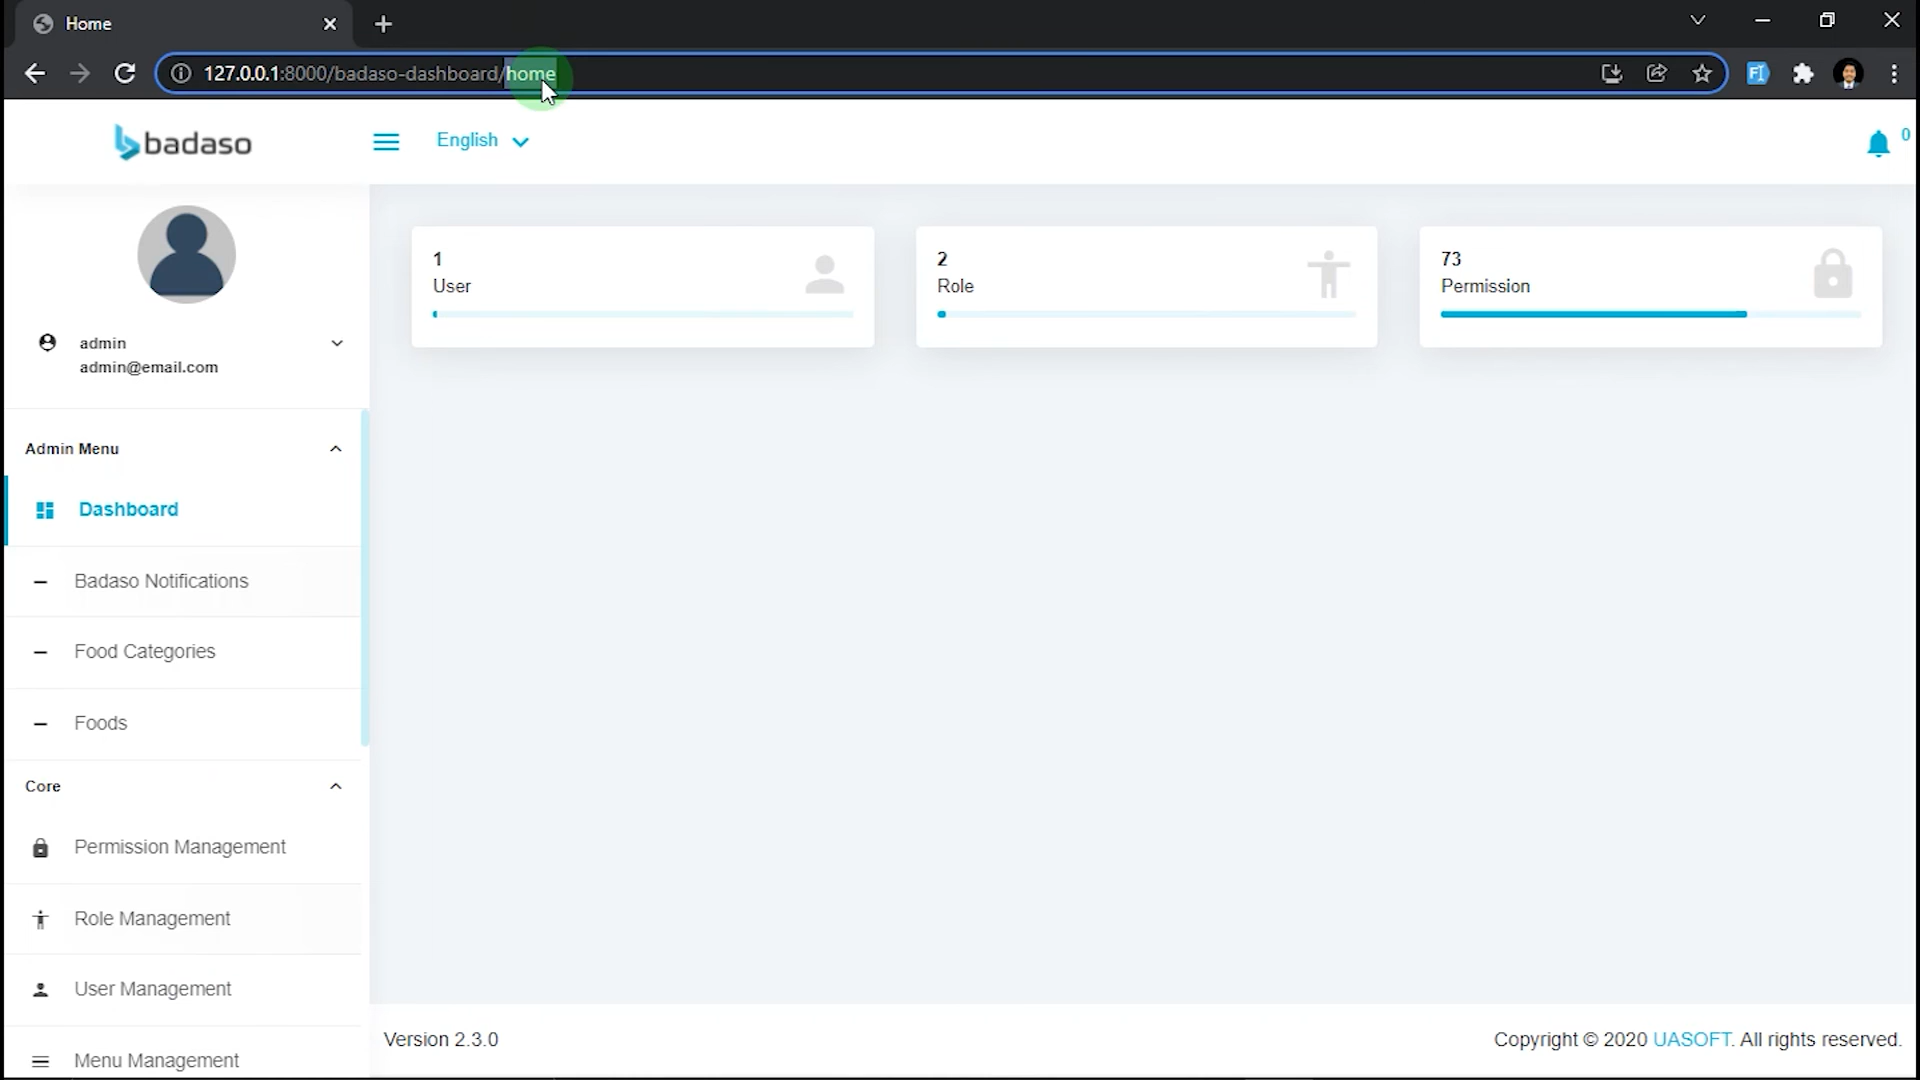 Home
127.0.0.1:8000/badaso-dashboard/home
badaso
English
0
admin
admin@email.com
Admin Menu
Dashboard
Badaso Notifications
Food Categories
Foods
Core
Permission Management
Role Management
User Management
Menu Management
1
User
2
Role
73
Permission
Version 2.3.0
Copyright © 2020 UASOFT. All rights reserved.